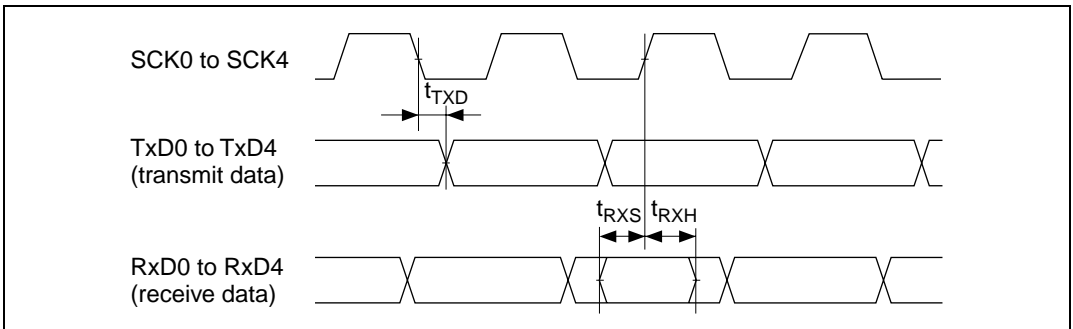 SCK0 to SCK4
tTXD
TxD0 to TxD4
(transmit data)
tRXS tRXH
RxD0 to RxD4
(receive data)